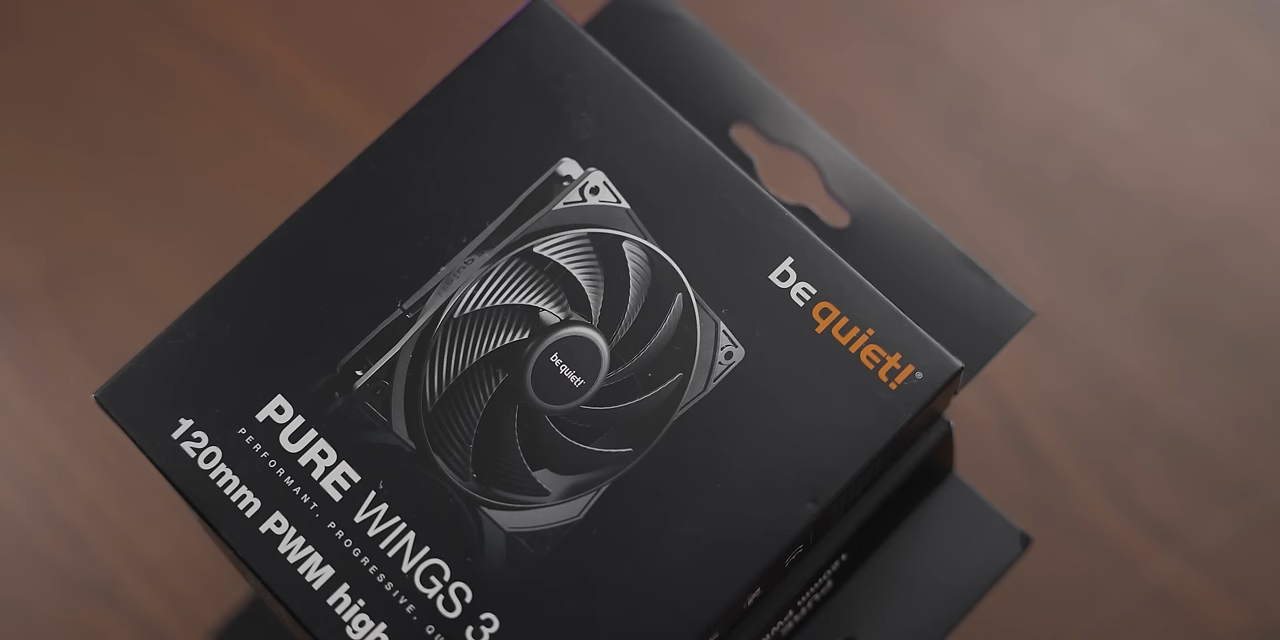 be quiet!®
be quiet!
PURE WINGS 3
PERFORMANT. PROGRESSIVE.
120mm PWM high